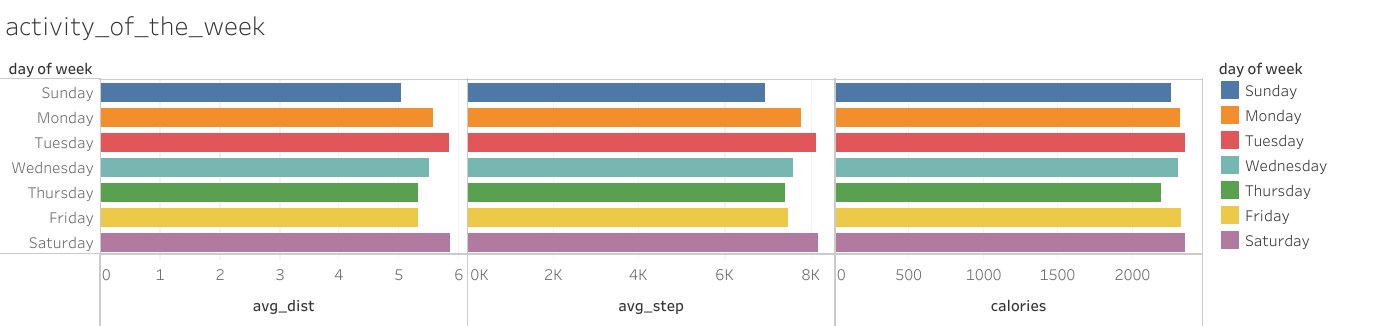 activity_of_the_week
day of week
Sunday
Monday
Tuesday
Wednesday
Thursday
Friday
Saturday
0 1 2 3 4 5 6
avg_dist
0K 2K 4K 6K 8K
avg_step
0 500 1000 1500 2000
calories
day of week
Sunday
Monday
Tuesday
Wednesday
Thursday
Friday
Saturday